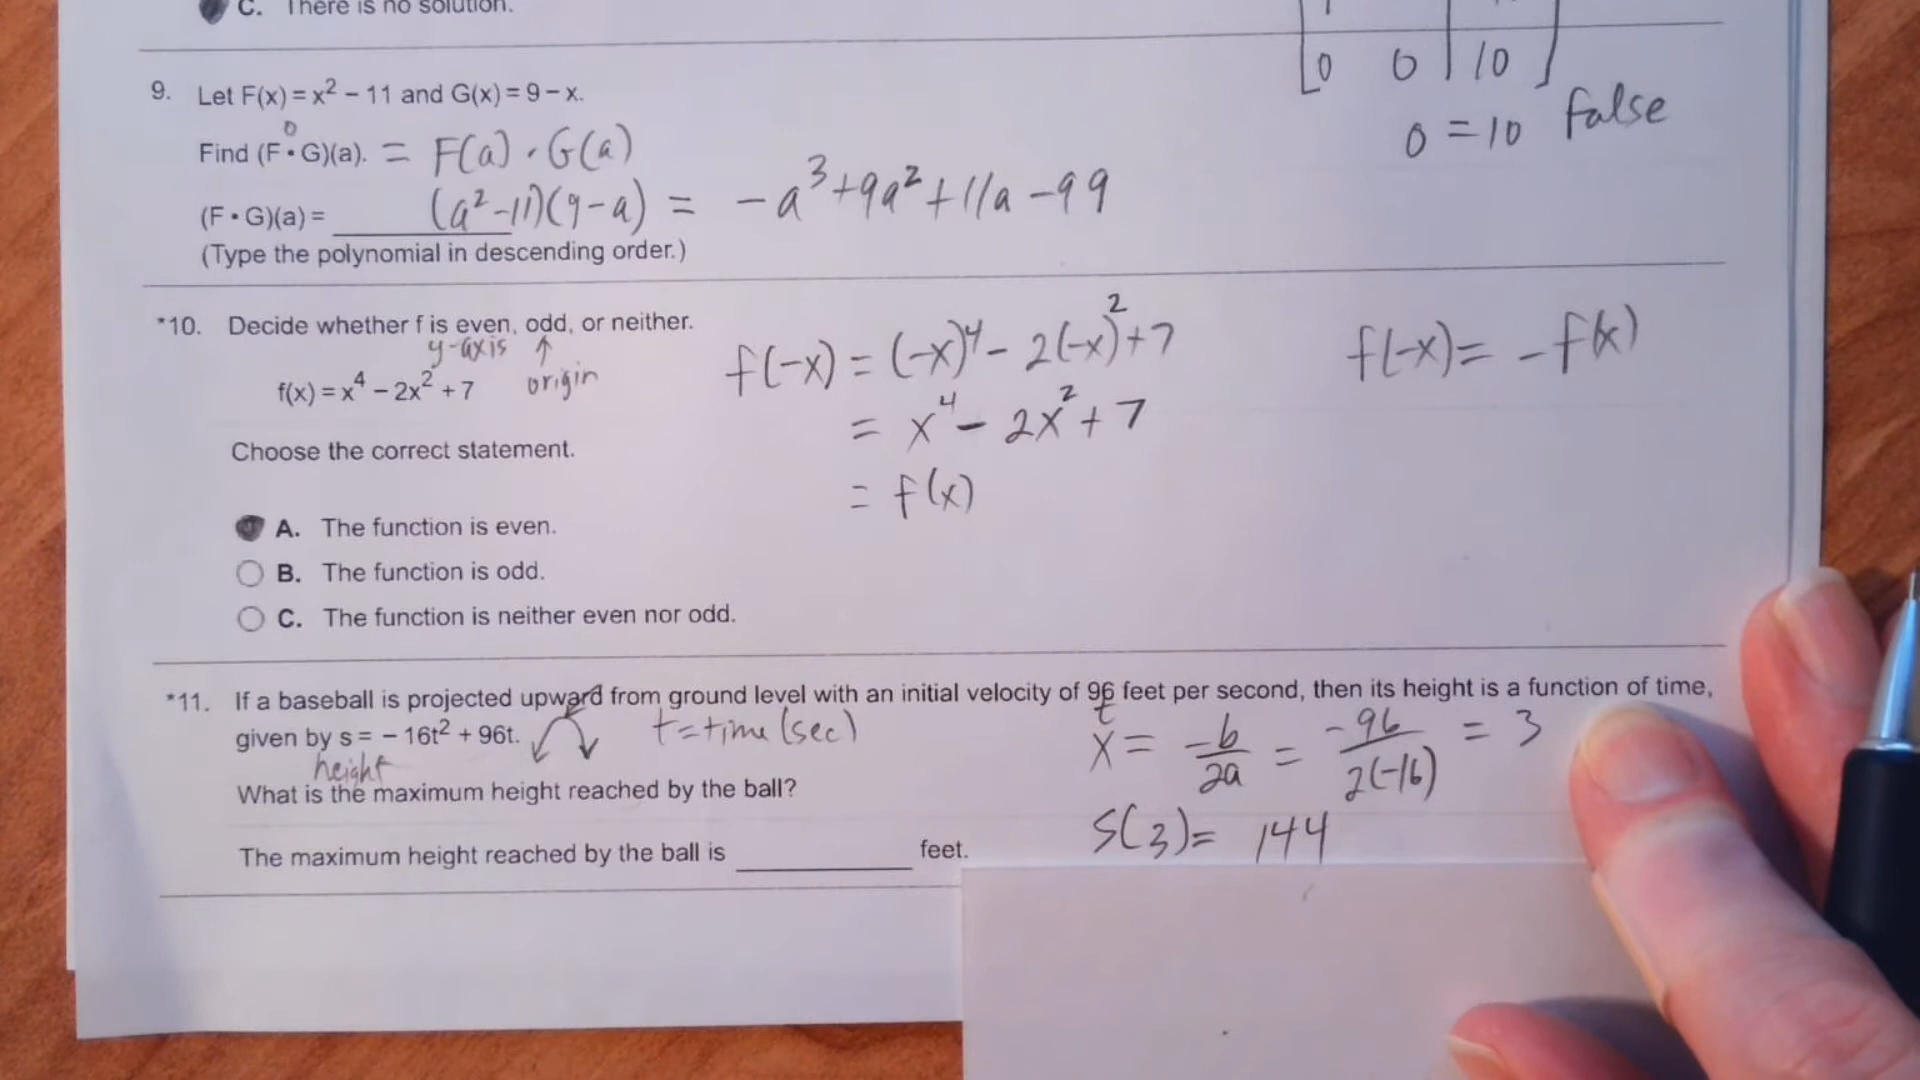 C. There is no solution.
0 0 | 10
0 = 10 False
9. Let F(x) = x² − 11 and G(x) = 9 − x.
o
Find (F • G)(a). = F(a) · G(a)
(F • G)(a) = ______ (a²-11)(9-a) = -a³+9a²+11a-99
(Type the polynomial in descending order.)
*10. Decide whether f is even, odd, or neither.
y-axis ↑
origin
f(x) = x⁴ − 2x² + 7
f(-x) = (-x)⁴ - 2(-x)² + 7
= x⁴ - 2x² + 7
= f(x)
f(-x) = -f(x)
Choose the correct statement.
A. The function is even.
B. The function is odd.
C. The function is neither even nor odd.
*11. If a baseball is projected upward from ground level with an initial velocity of 96 feet per second, then its height is a function of time,
given by s = − 16t² + 96t. t = time (sec)
height
t
x = -b/2a = -96/2(-16) = 3
What is the maximum height reached by the ball?
S(3) = 144
The maximum height reached by the ball is ______ feet.